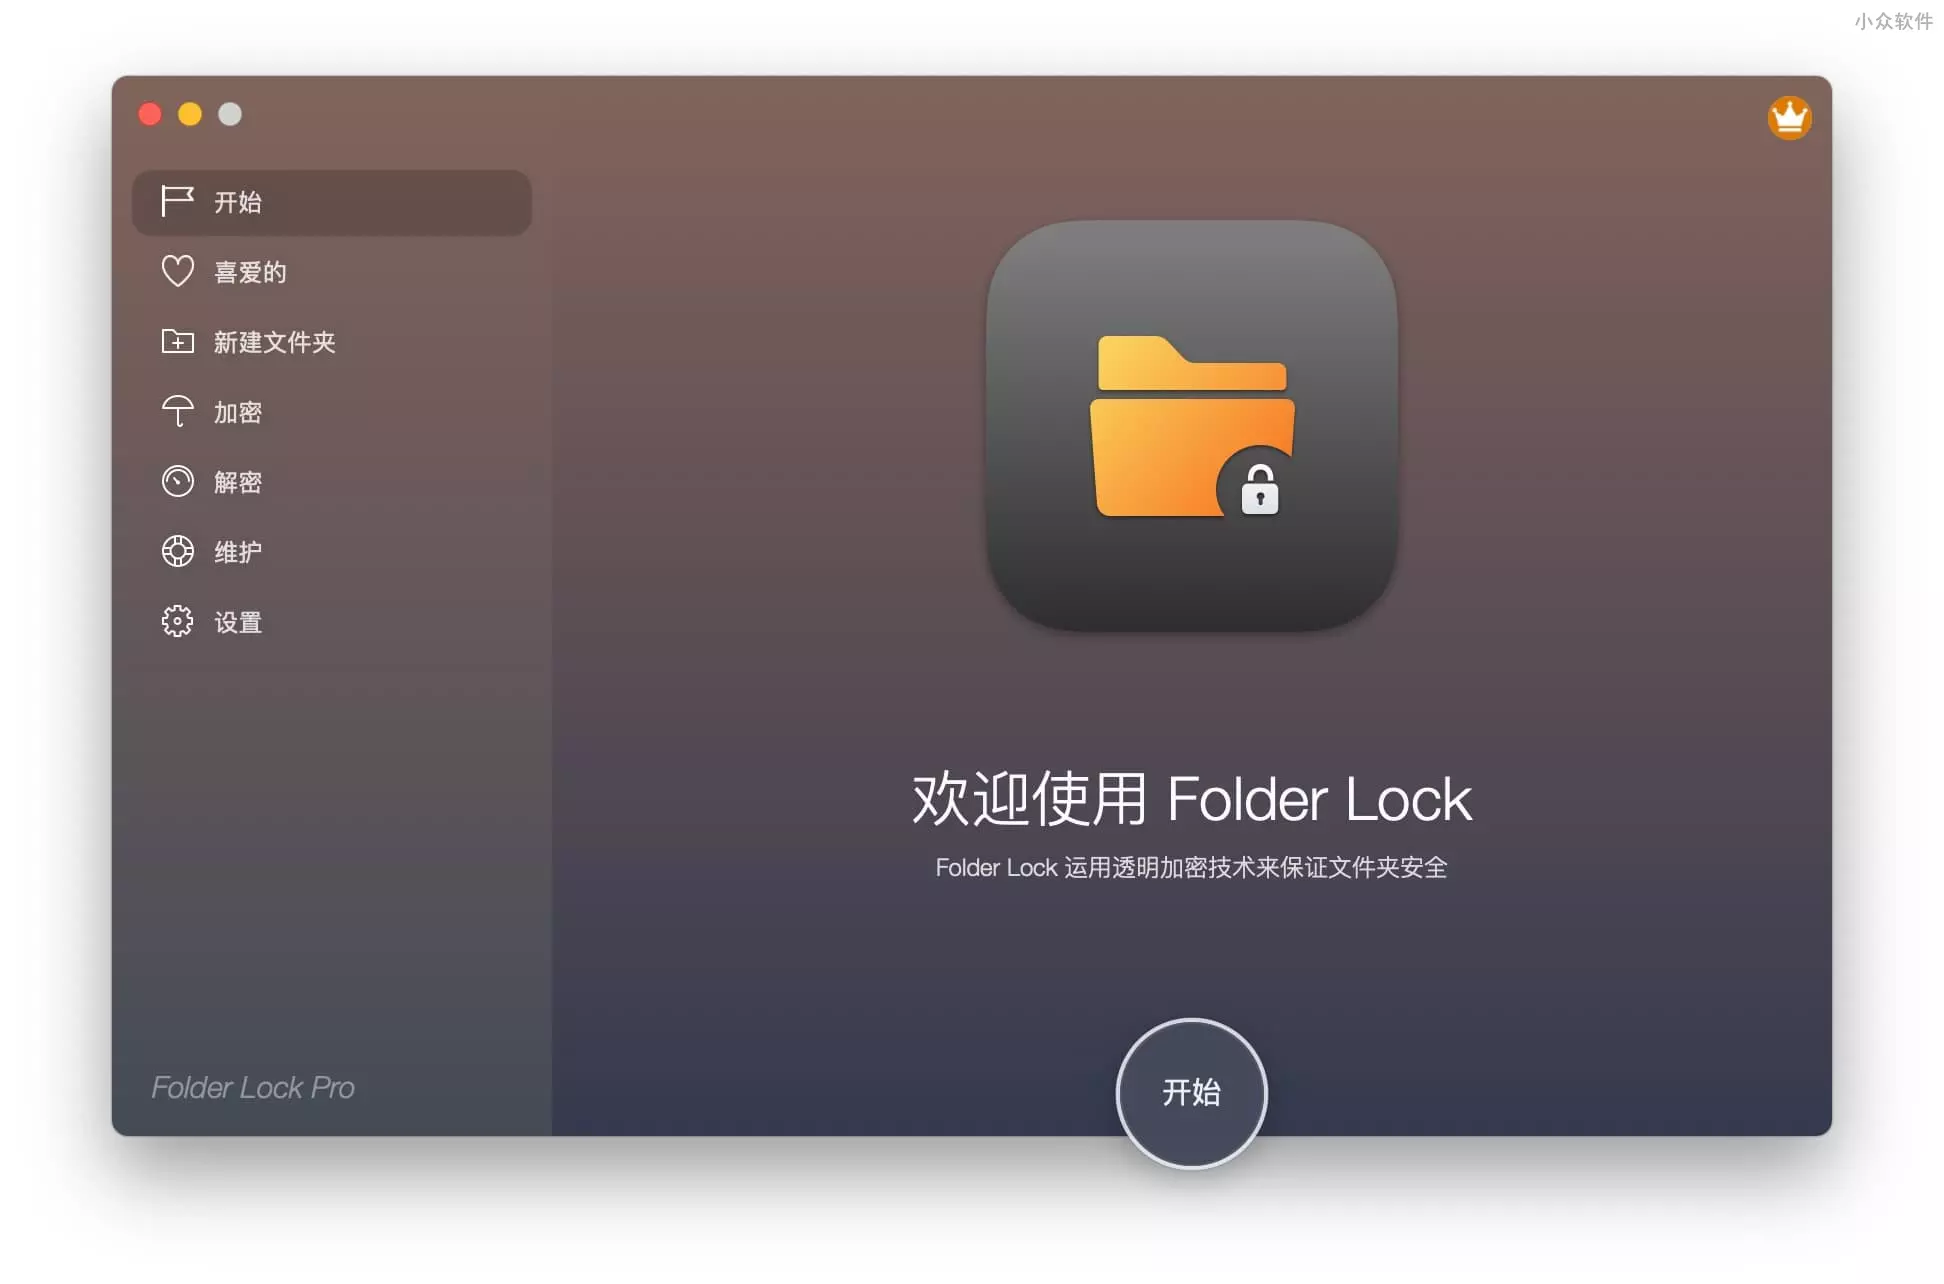 小众软件
开始
喜爱的
新建文件夹
加密
解密
维护
设置
欢迎使用 Folder Lock
Folder Lock 运用透明加密技术来保证文件夹安全
Folder Lock Pro
开始